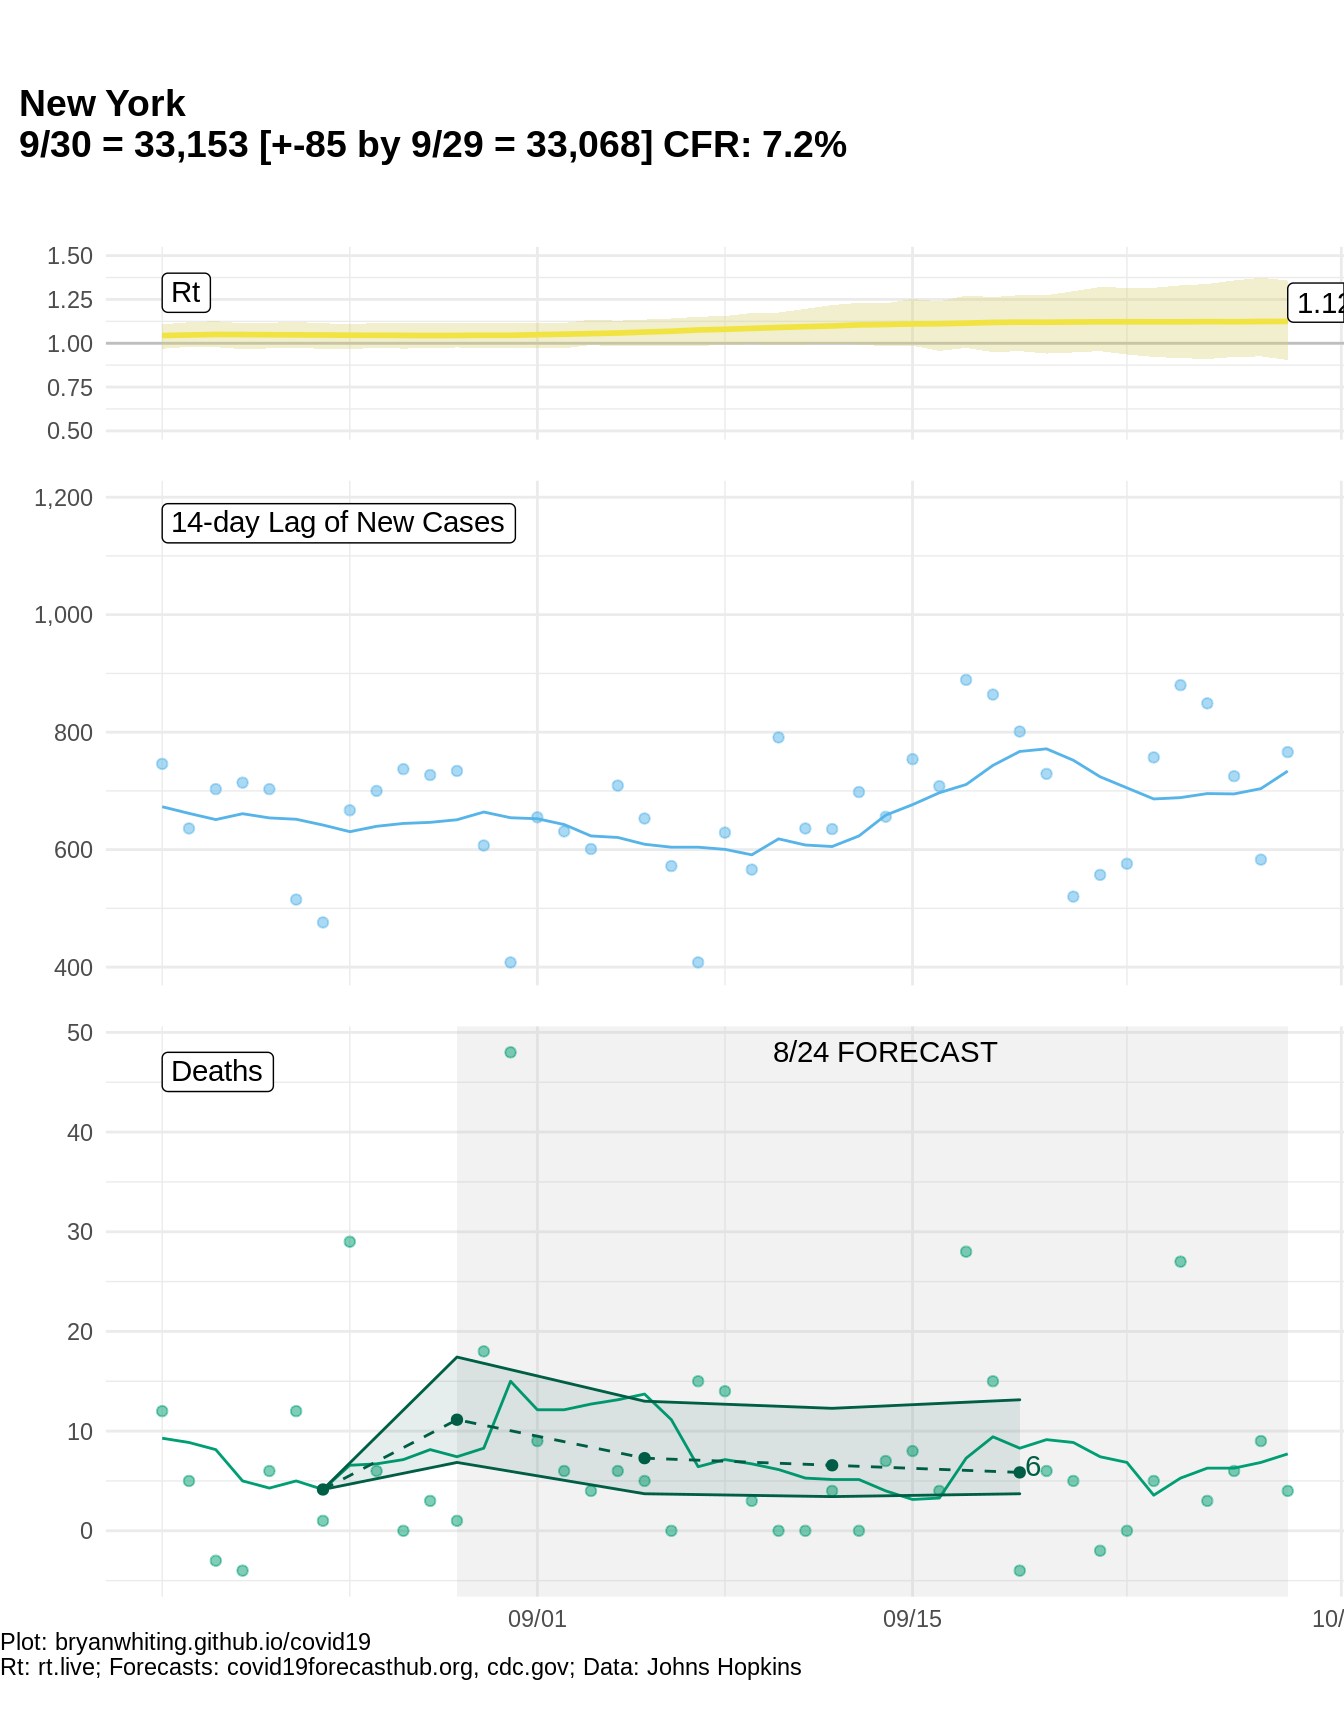 New York
9/30 = 33,153 [+-85 by 9/29 = 33,068] CFR: 7.2%
1.50
1.25
1.00
0.75
0.50
Rt
1.12
1,200
1,000
800
600
400
14-day Lag of New Cases
50
40
30
20
10
0
Deaths
8/24 FORECAST
6
09/01
09/15
10/
Plot: bryanwhiting.github.io/covid19
Rt: rt.live; Forecasts: covid19forecasthub.org, cdc.gov; Data: Johns Hopkins